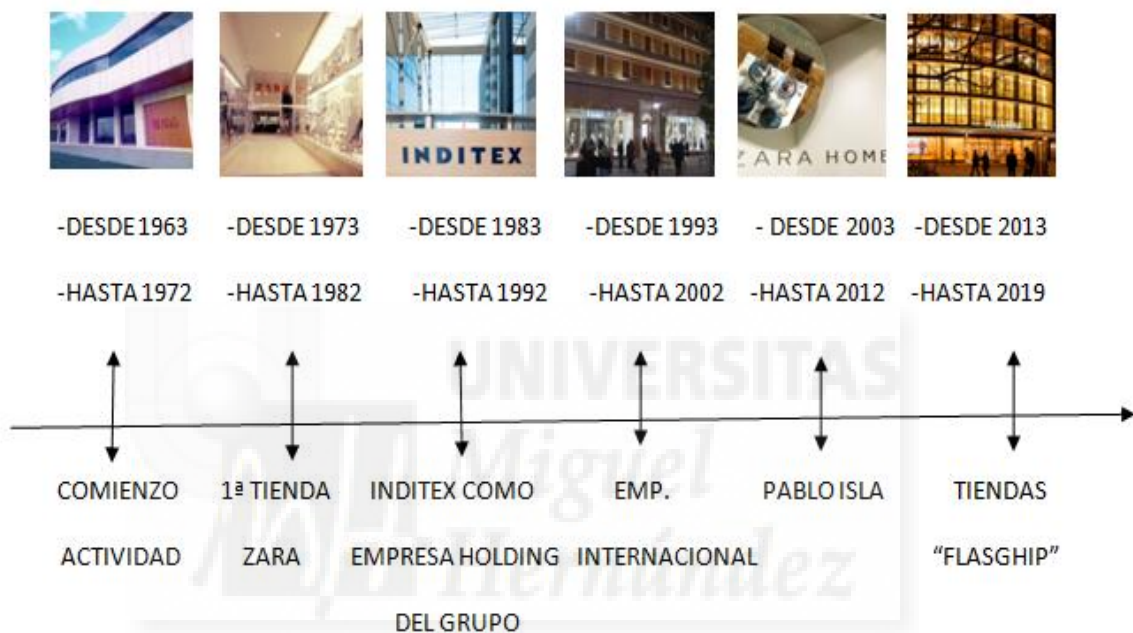 ZARA
INDITEX
ZARA HOME
-DESDE 1963 -DESDE 1973 -DESDE 1983 -DESDE 1993 - DESDE 2003 -DESDE 2013
-HASTA 1972 -HASTA 1982 -HASTA 1992 -HASTA 2002 -HASTA 2012 -HASTA 2019
UNIVERSITAS
Miguel
Hernández
COMIENZO 1ª TIENDA INDITEX COMO EMP. PABLO ISLA TIENDAS
ACTIVIDAD ZARA EMPRESA HOLDING INTERNACIONAL “FLASGHIP”
DEL GRUPO